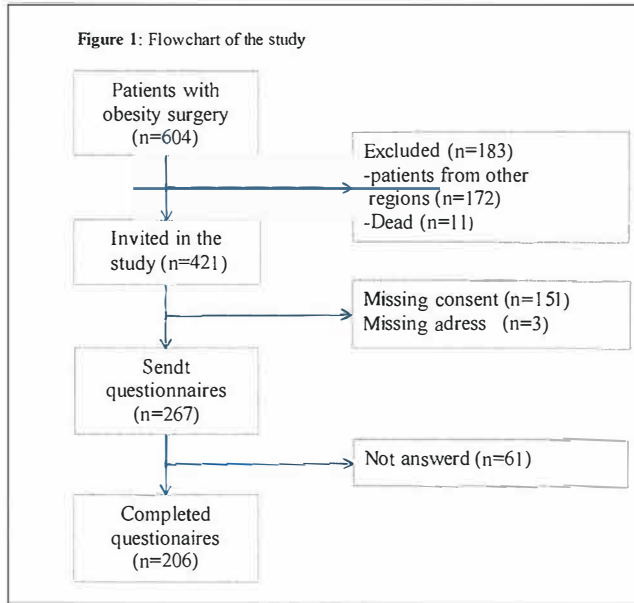 Figure 1: Flowchart of the study
Patients with
obesity surgery
(n=604)
Excluded (n=183)
-patients from other
regions (n=172)
-Dead (n=11)
Invited in the
study (n=421)
Missing consent (n=151)
Missing adress (n=3)
Sendt
questionnaires
(n=267)
Not answerd (n=61)
Completed
questionaires
(n=206)